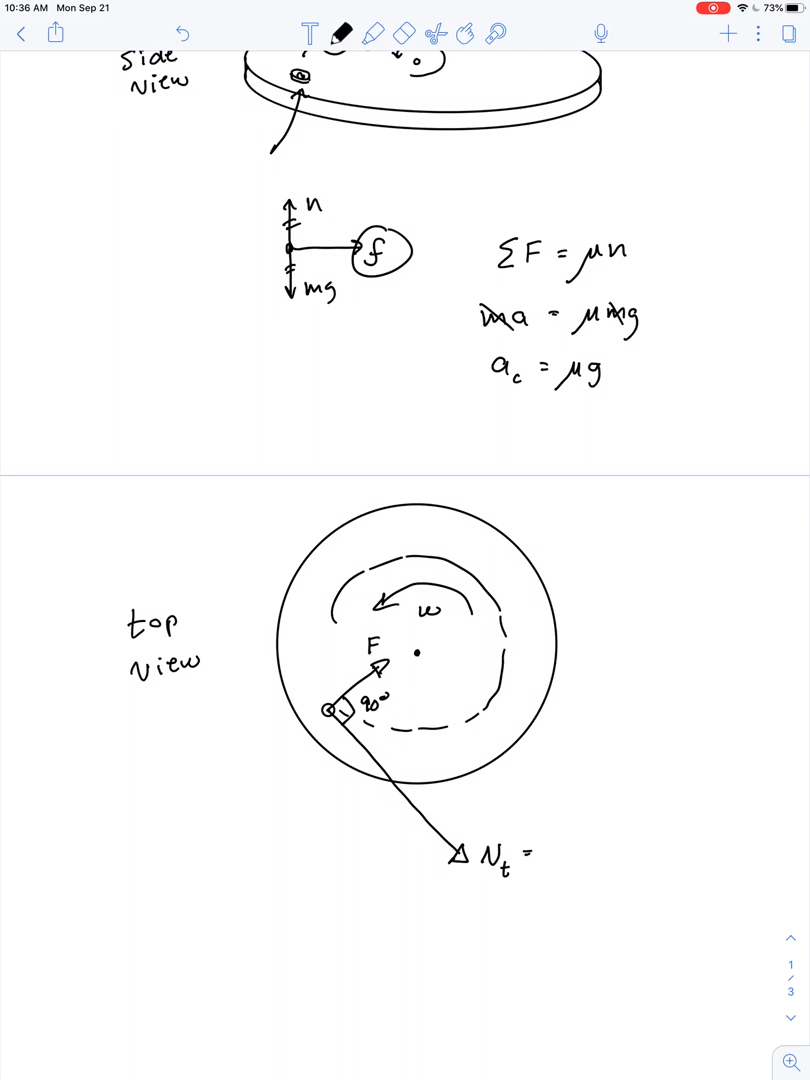 10:36 AM Mon Sep 21
73%
side
view
n
f
mg
ΣF = μn
ma = μmg
a_c = μg
top
view
ω
F
90°
V_t =
1
/
3